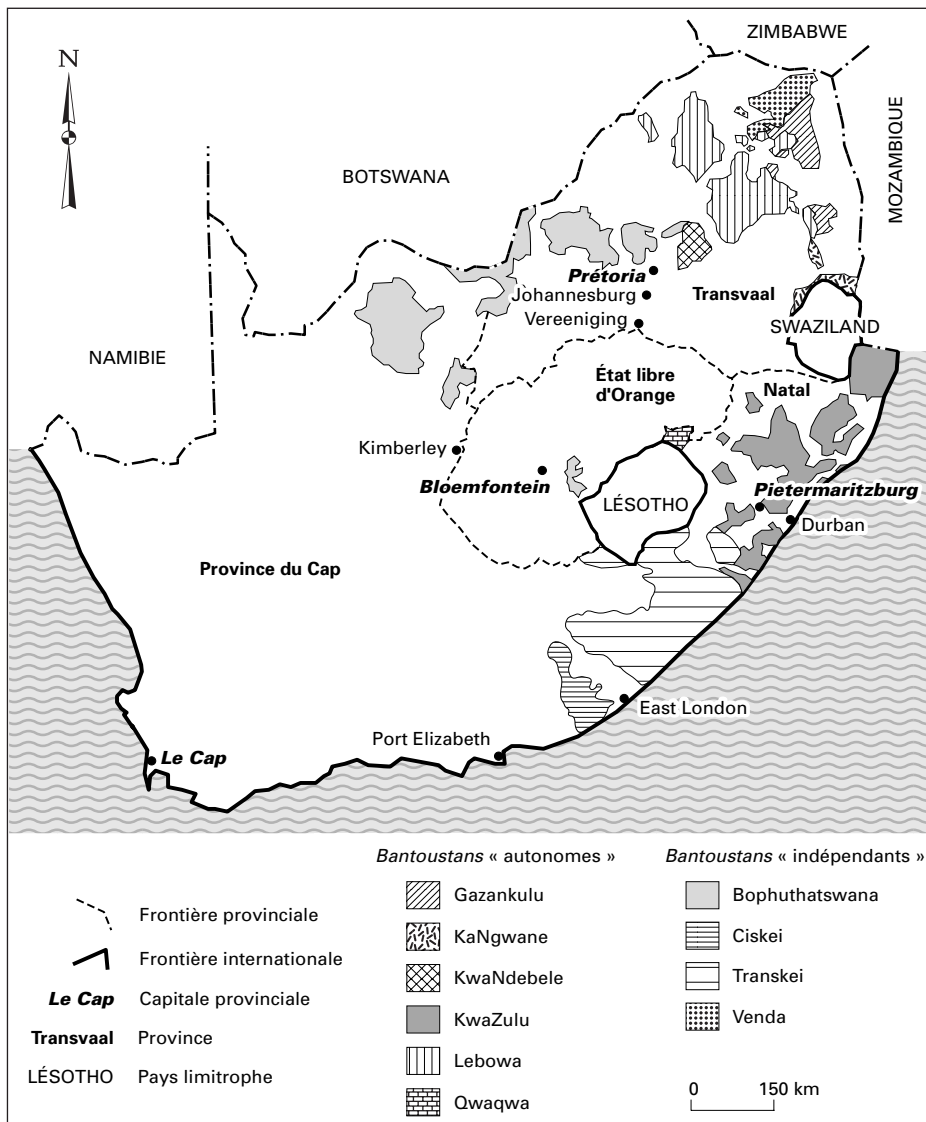 ZIMBABWE
N
MOZAMBIQUE
BOTSWANA
Prétoria
Johannesburg
Transvaal
Vereeniging
SWAZILAND
NAMIBIE
État libre
d'Orange
Natal
Kimberley
Bloemfontein
Pietermaritzburg
LÉSOTHO
Durban
Province du Cap
East London
Port Elizabeth
Le Cap
Frontière provinciale
Frontière internationale
Le Cap Capitale provinciale
Transvaal Province
LÉSOTHO Pays limitrophe
Bantoustans « autonomes »
Gazankulu
KaNgwane
KwaNdebele
KwaZulu
Lebowa
Qwaqwa
Bantoustans « indépendants »
Bophuthatswana
Ciskei
Transkei
Venda
0 150 km